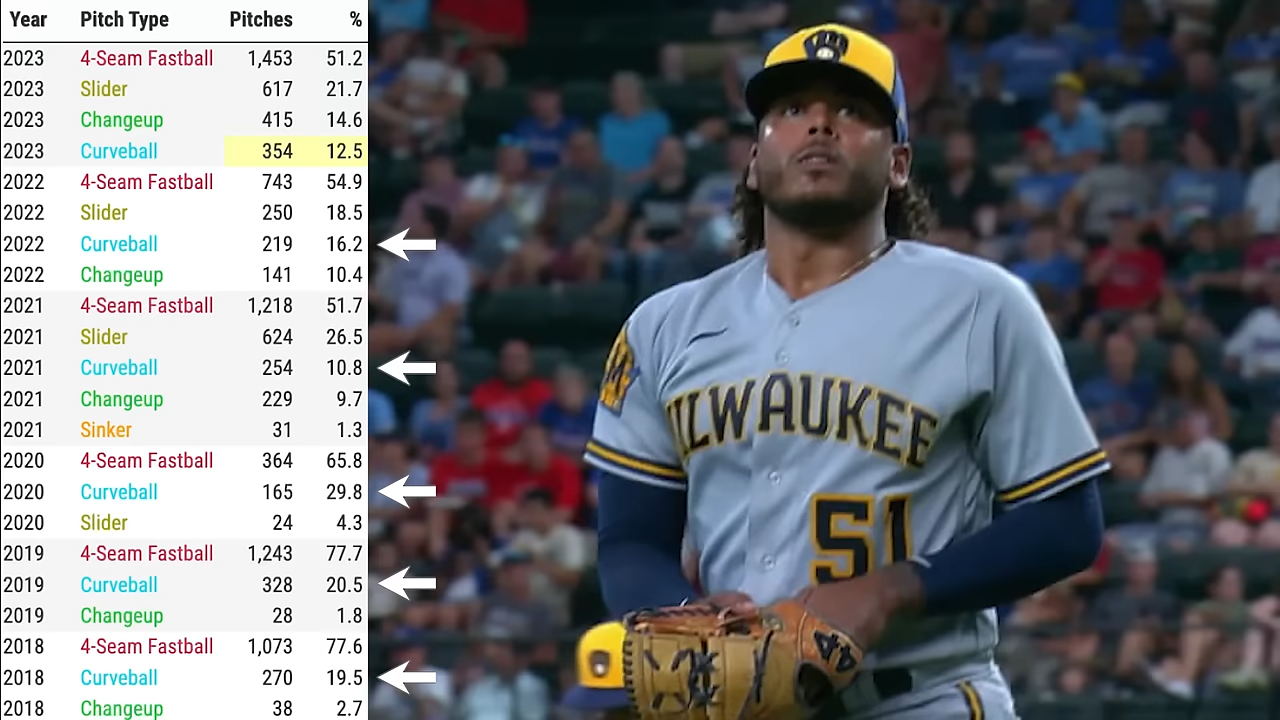 Year Pitch Type Pitches %
2023 4-Seam Fastball 1,453 51.2
2023 Slider 617 21.7
2023 Changeup 415 14.6
2023 Curveball 354 12.5
2022 4-Seam Fastball 743 54.9
2022 Slider 250 18.5
2022 Curveball 219 16.2
2022 Changeup 141 10.4
2021 4-Seam Fastball 1,218 51.7
2021 Slider 624 26.5
2021 Curveball 254 10.8
2021 Changeup 229 9.7
2021 Sinker 31 1.3
2020 4-Seam Fastball 364 65.8
2020 Curveball 165 29.8
2020 Slider 24 4.3
2019 4-Seam Fastball 1,243 77.7
2019 Curveball 328 20.5
2019 Changeup 28 1.8
2018 4-Seam Fastball 1,073 77.6
2018 Curveball 270 19.5
2018 Changeup 38 2.7
MILWAUKEE
51
44